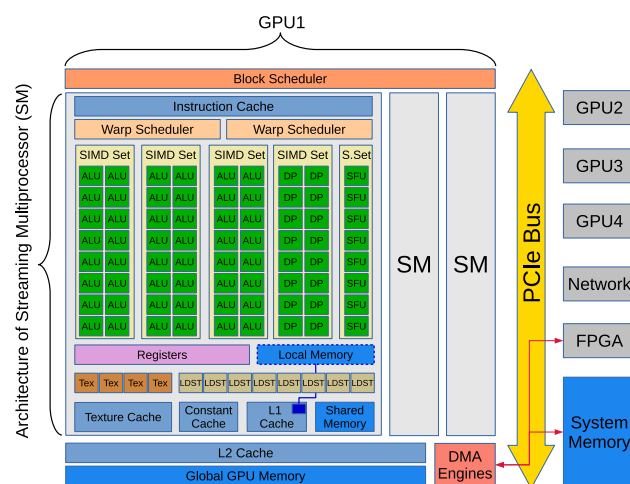 GPU1
Architecture of Streaming Multiprocessor (SM)
Block Scheduler
Instruction Cache
Warp Scheduler Warp Scheduler
SIMD Set SIMD Set SIMD Set SIMD Set S.Set
ALU ALU ALU ALU ALU ALU DP DP SFU
ALU ALU ALU ALU ALU ALU DP DP SFU
ALU ALU ALU ALU ALU ALU DP DP SFU
ALU ALU ALU ALU ALU ALU DP DP SFU
ALU ALU ALU ALU ALU ALU DP DP SFU
ALU ALU ALU ALU ALU ALU DP DP SFU
ALU ALU ALU ALU ALU ALU DP DP SFU
ALU ALU ALU ALU ALU ALU DP DP SFU
Registers Local Memory
Tex Tex Tex Tex LDST LDST LDST LDST LDST LDST LDST LDST
Texture Cache
Constant
Cache
L1
Cache
Shared
Memory
SM SM
L2 Cache
Global GPU Memory
DMA
Engines
PCIe Bus
GPU2
GPU3
GPU4
Network
FPGA
System
Memory